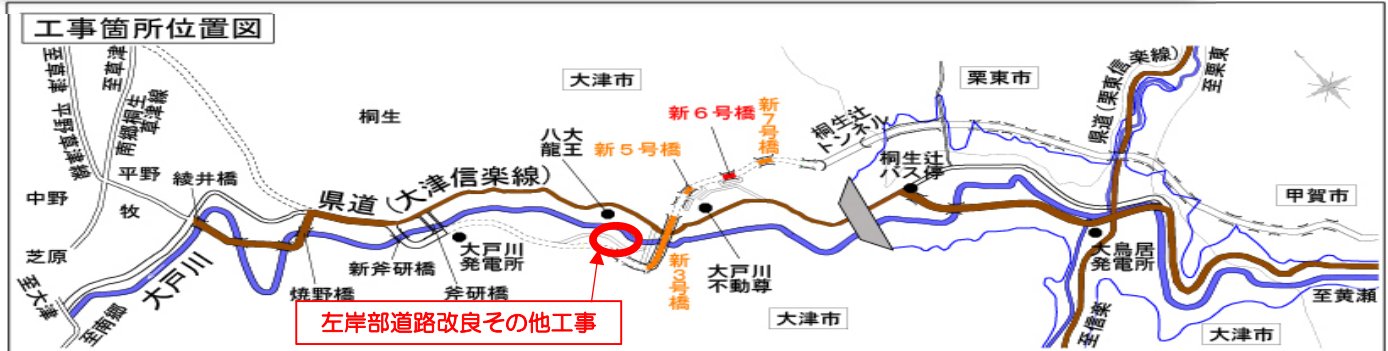 工事箇所位置図
至草津 平野草津線
至草津
南郷桐生草津線
桐生
大津市
栗東市
県道(栗東信楽線)
至栗東
新6号橋
新7号橋
桐生辻
トンネル
八大
龍王
新5号橋
桐生辻
バス停
中野
平野
綾井橋
牧
県道(大津信楽線)
甲賀市
芝原
大戸川
新斧研橋
大戸川
発電所
大戸川
不動尊
新3号橋
大鳥居
発電所
至大津
至南郷
焼野橋
斧研橋
左岸部道路改良その他工事
大津市
至信楽
大津市
至黄瀬